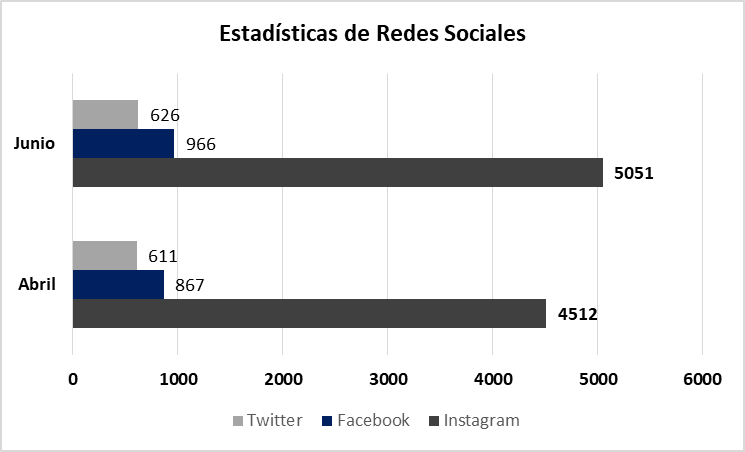 Estadísticas de Redes Sociales
Junio
626
966
5051
Abril
611
867
4512
0 1000 2000 3000 4000 5000 6000
Twitter Facebook Instagram